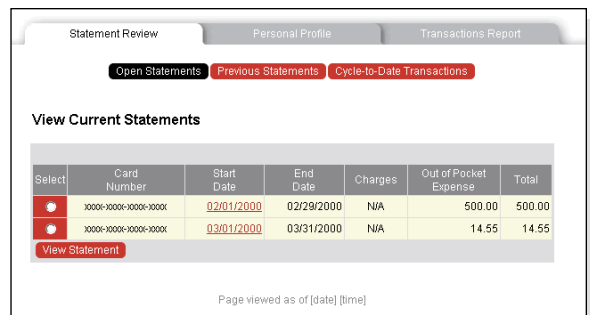 Statement Review Personal Profile Transactions Report
Open Statements Previous Statements Cycle-to-Date Transactions
View Current Statements
Select Card Number Start Date End Date Charges Out of Pocket Expense Total
xxxx-xxxx-xxxx-xxxx 02/01/2000 02/29/2000 N/A 500.00 500.00
xxxx-xxxx-xxxx-xxxx 03/01/2000 03/31/2000 N/A 14.55 14.55
View Statement
Page viewed as of [date] [time]